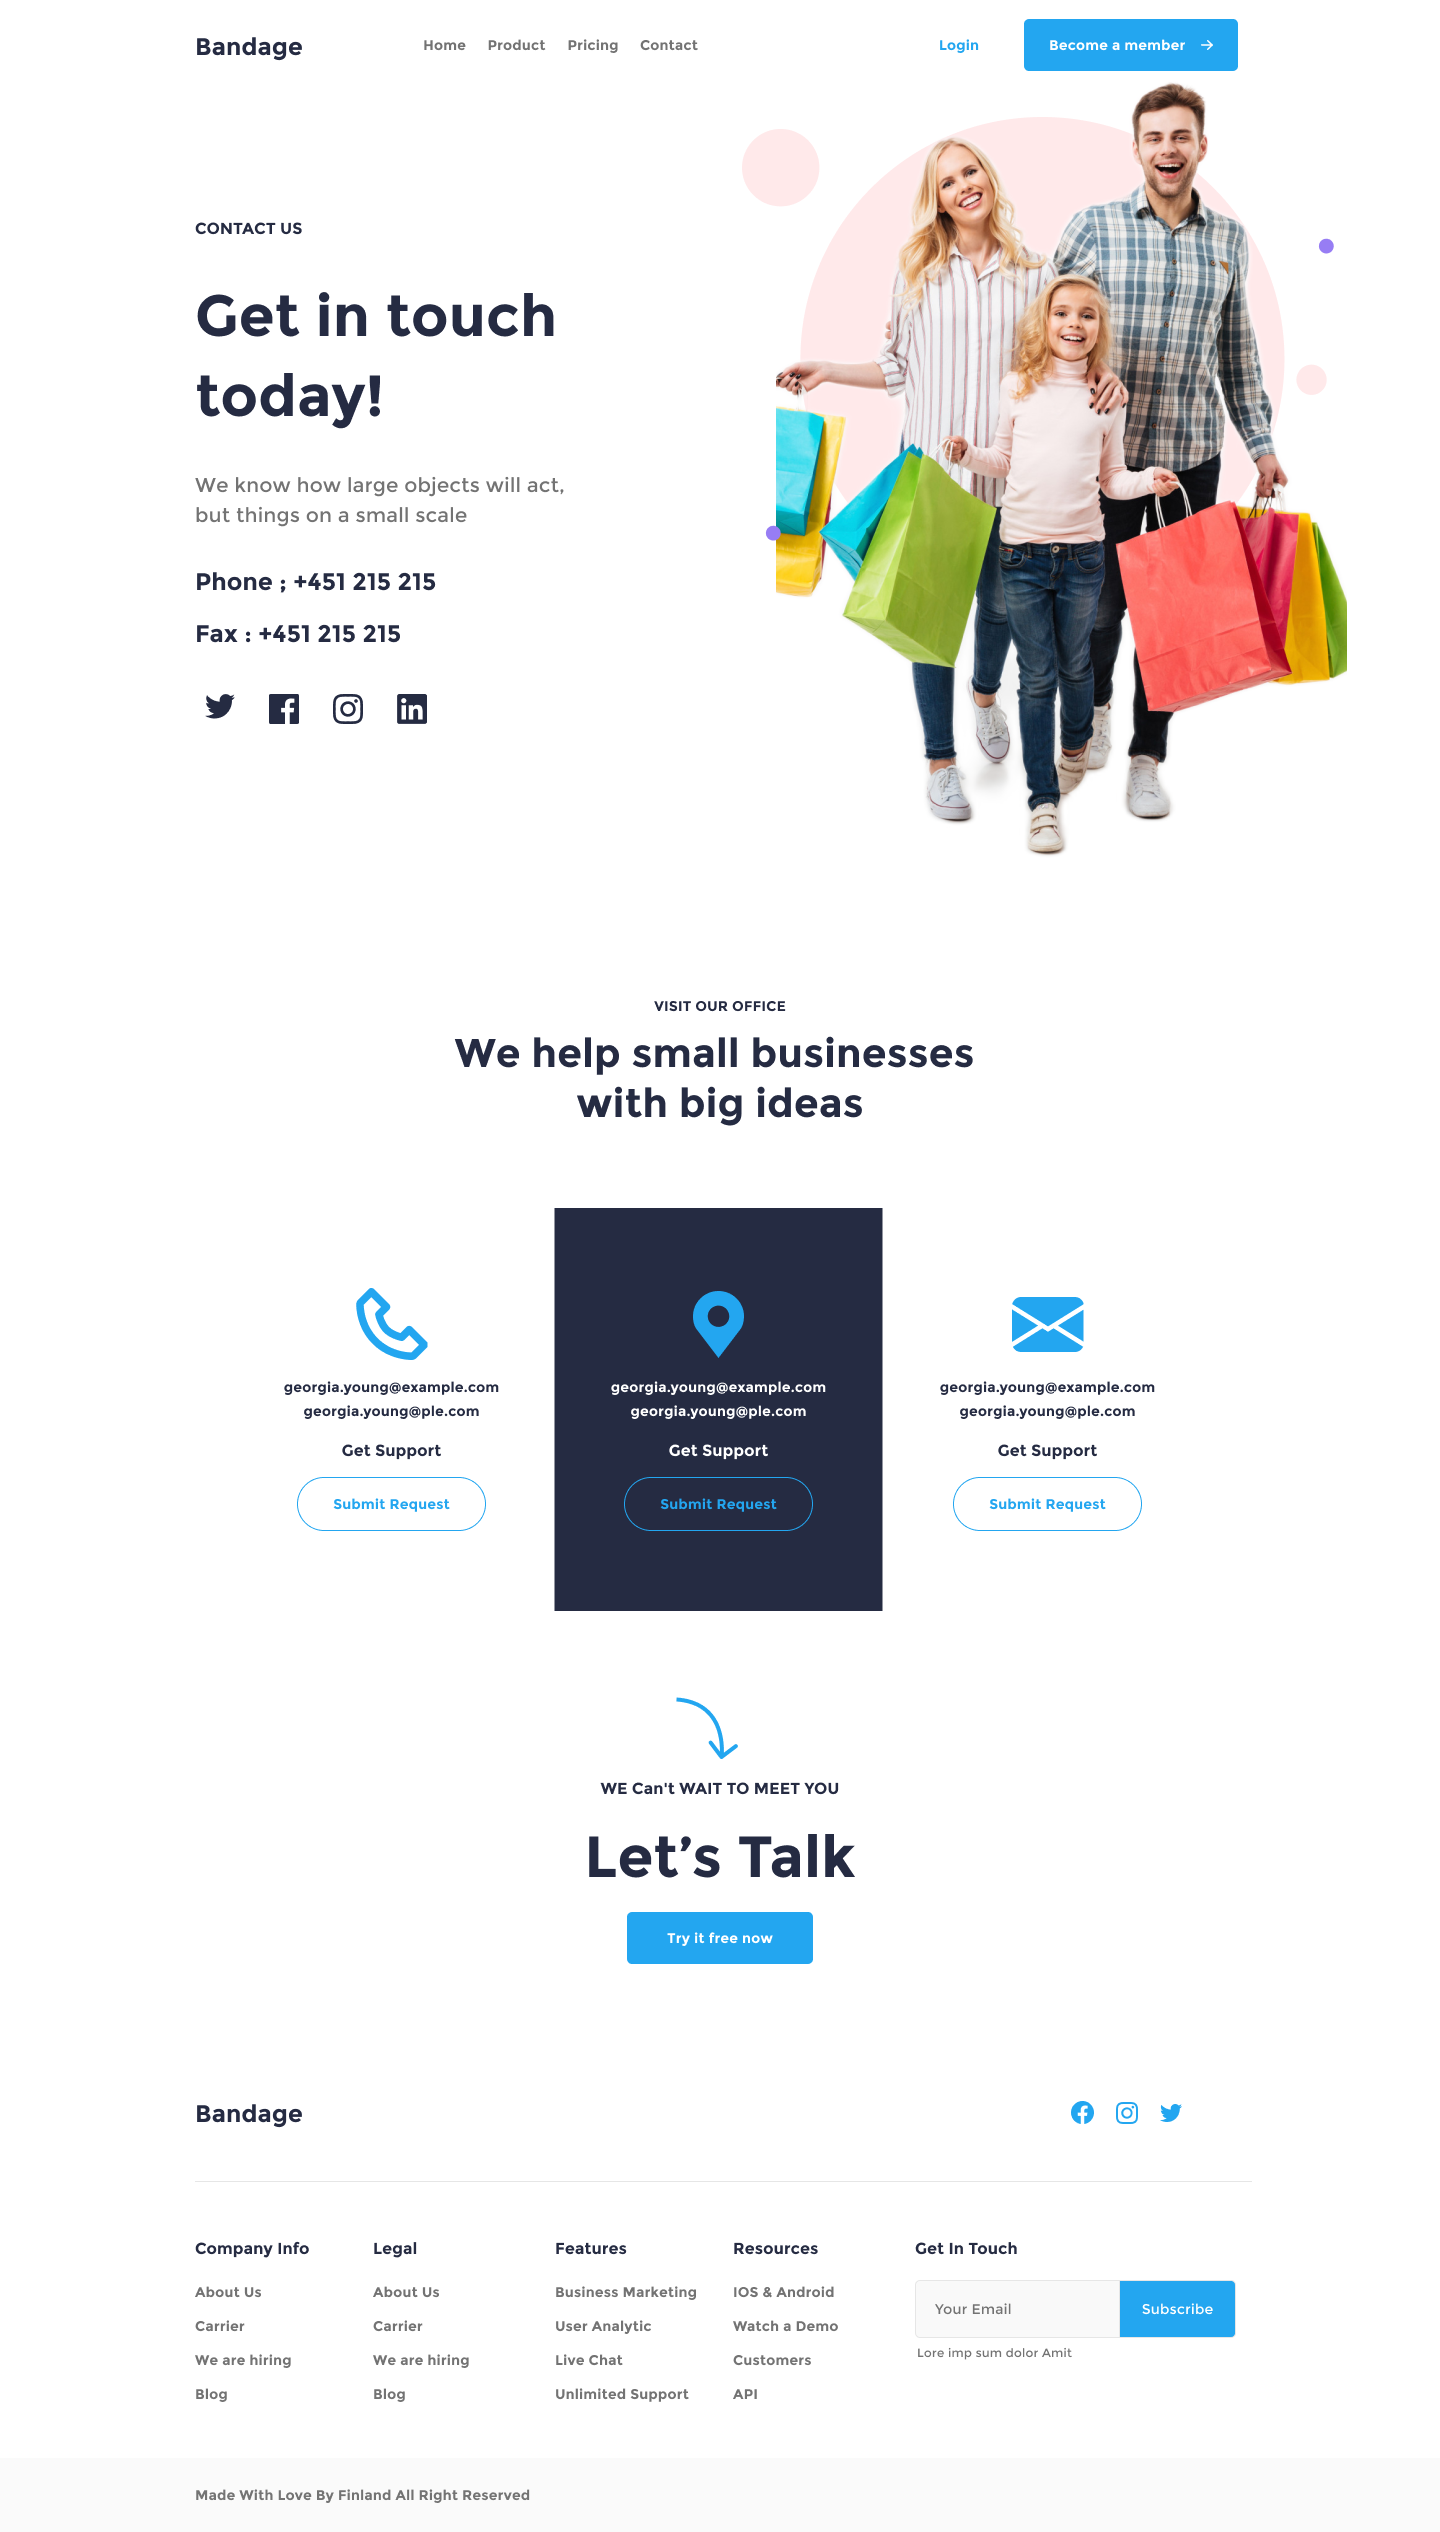 Bandage
Home Product Pricing Contact
Login
Become a member
CONTACT US
Get in touch
today!
We know how large objects will act,
but things on a small scale
Phone ; +451 215 215
Fax : +451 215 215
VISIT OUR OFFICE
We help small businesses
with big ideas
georgia.young@example.com
georgia.young@ple.com
Get Support
Submit Request
georgia.young@example.com
georgia.young@ple.com
Get Support
Submit Request
georgia.young@example.com
georgia.young@ple.com
Get Support
Submit Request
WE Can't WAIT TO MEET YOU
Let’s Talk
Try it free now
Bandage
Company Info
About Us
Carrier
We are hiring
Blog
Legal
About Us
Carrier
We are hiring
Blog
Features
Business Marketing
User Analytic
Live Chat
Unlimited Support
Resources
IOS & Android
Watch a Demo
Customers
API
Get In Touch
Your Email
Subscribe
Lore imp sum dolor Amit
Made With Love By Finland All Right Reserved